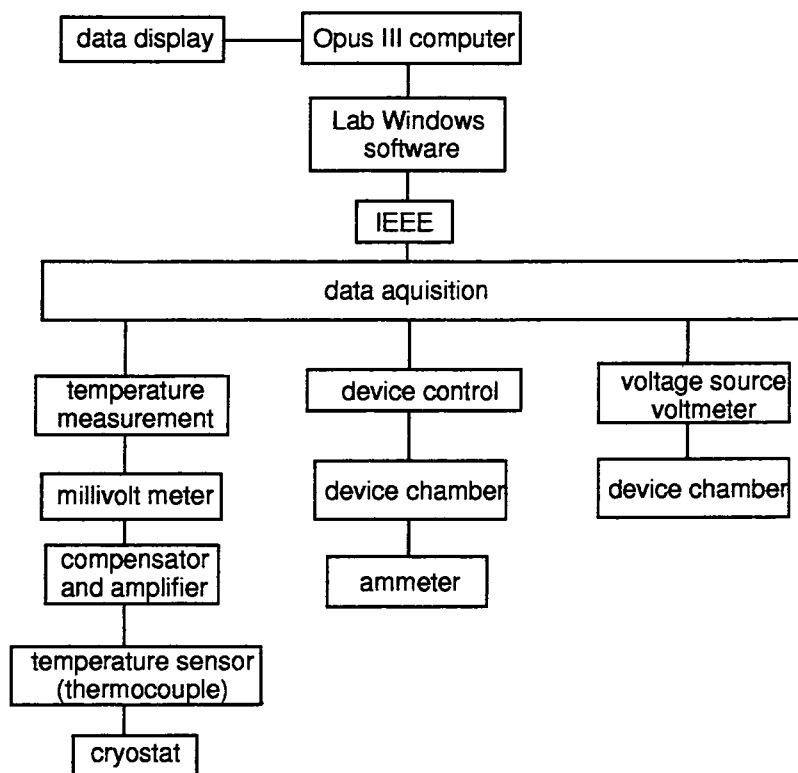 data display
Opus III computer
Lab Windows
software
IEEE
data aquisition
temperature
measurement
device control
voltage source
voltmeter
millivolt meter
device chamber
device chamber
compensator
and amplifier
ammeter
temperature sensor
(thermocouple)
cryostat